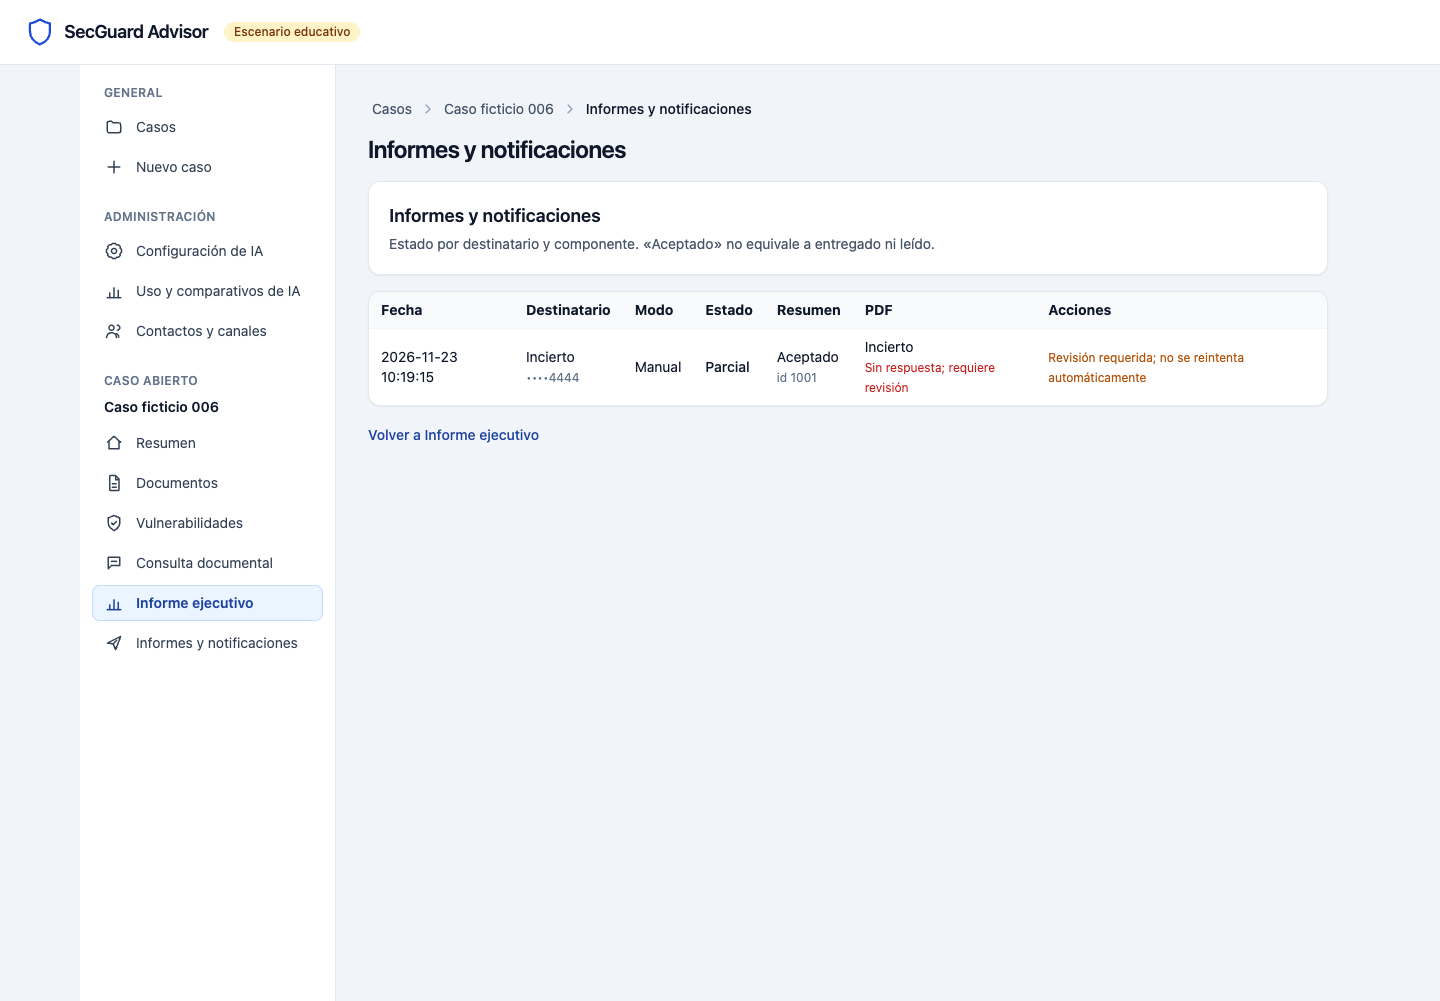 SecGuard Advisor
Escenario educativo
GENERAL
Casos
Nuevo caso
ADMINISTRACIÓN
Configuración de IA
Uso y comparativos de IA
Contactos y canales
CASO ABIERTO
Caso ficticio 006
Resumen
Documentos
Vulnerabilidades
Consulta documental
Informe ejecutivo
Informes y notificaciones
Casos > Caso ficticio 006 > Informes y notificaciones
Informes y notificaciones
Informes y notificaciones
Estado por destinatario y componente. «Aceptado» no equivale a entregado ni leído.
Fecha Destinatario Modo Estado Resumen PDF Acciones
2026-11-23
10:19:15
Incierto
••••4444
Manual
Parcial
Aceptado
id 1001
Incierto
Sin respuesta; requiere
revisión
Revisión requerida; no se reintenta
automáticamente
Volver a Informe ejecutivo